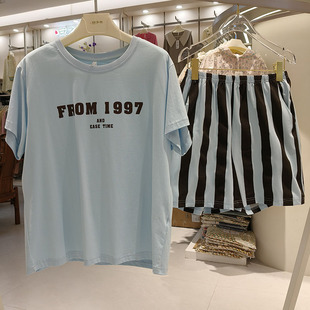 FROM 1997
AND
EASE TIME